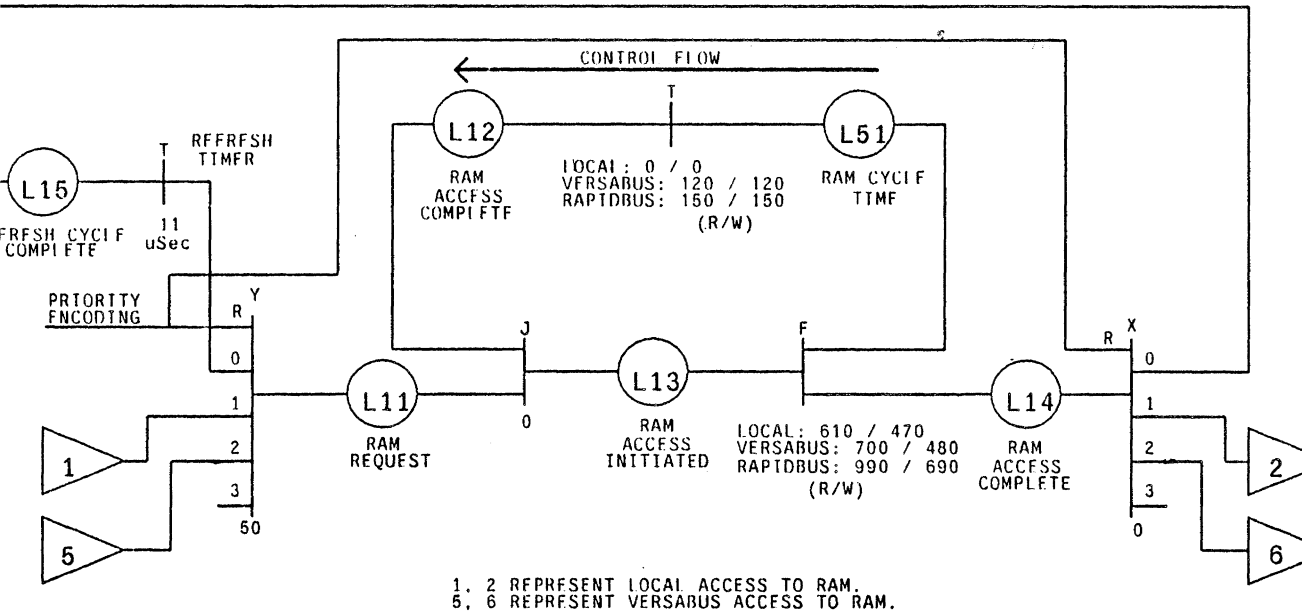 CONTROL FLOW
T
L12
L51
RAM
ACCESS
COMPLETE
LOCAL: 0 / 0
VERSABUS: 120 / 120
RAPIDBUS: 150 / 150
(R/W)
RAM CYCLE
TIME
T
REFRESH
TIMER
L15
11
uSec
FRESH CYCLE
COMPLETE
PRIORITY
ENCODING
Y
R
0
1
2
3
50
1
5
L11
RAM
REQUEST
J
0
L13
RAM
ACCESS
INITIATED
F
LOCAL: 610 / 470
VERSABUS: 700 / 480
RAPIDBUS: 990 / 690
(R/W)
L14
RAM
ACCESS
COMPLETE
R
X
0
1
2
3
0
2
6
1, 2 REPRESENT LOCAL ACCESS TO RAM.
5, 6 REPRESENT VERSABUS ACCESS TO RAM.